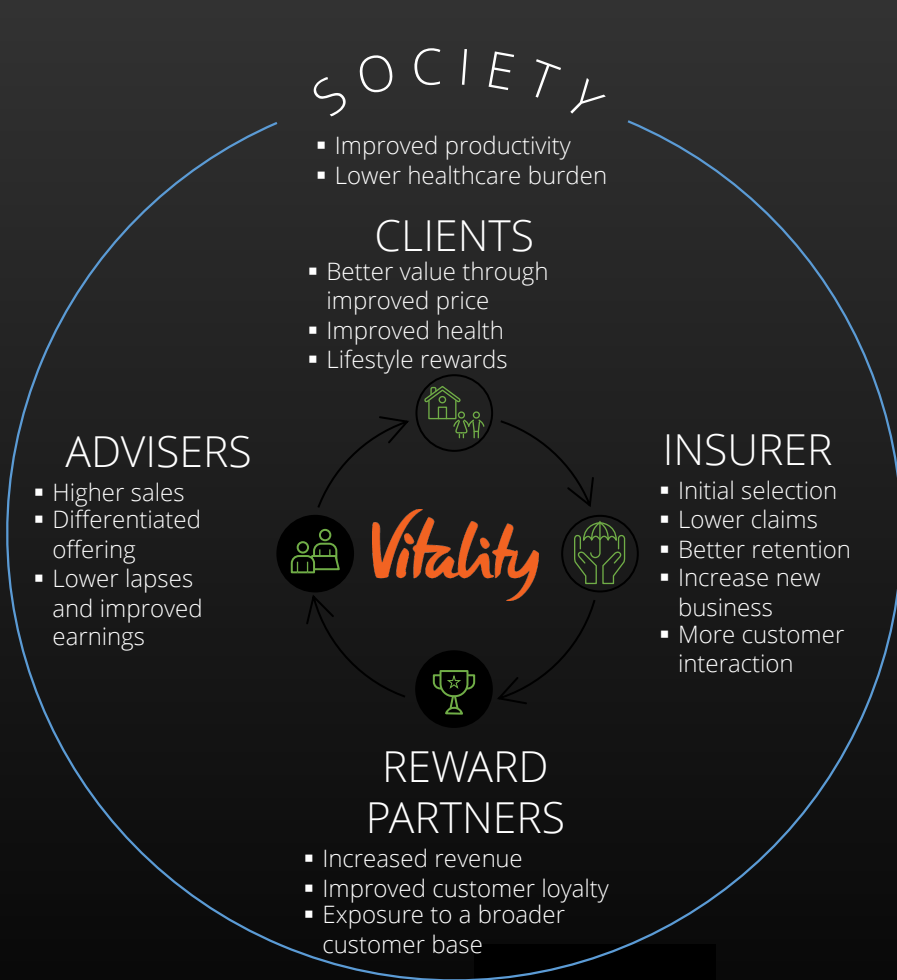 SOCIETY
▪ Improved productivity
▪ Lower healthcare burden
CLIENTS
▪ Better value through
improved price
▪ Improved health
▪ Lifestyle rewards
ADVISERS
▪ Higher sales
▪ Differentiated
offering
▪ Lower lapses
and improved
earnings
Vitality
INSURER
▪ Initial selection
▪ Lower claims
▪ Better retention
▪ Increase new
business
▪ More customer
interaction
REWARD
PARTNERS
▪ Increased revenue
▪ Improved customer loyalty
▪ Exposure to a broader
customer base